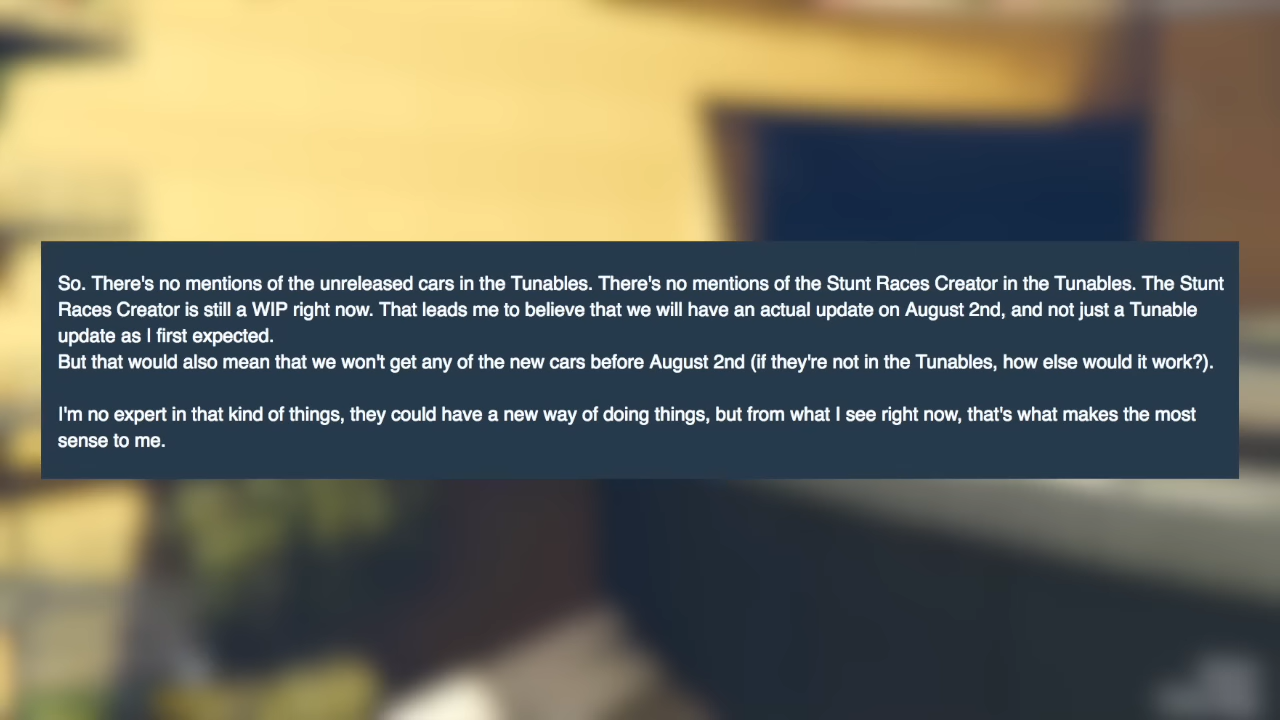 So. There's no mentions of the unreleased cars in the Tunables. There's no mentions of the Stunt Races Creator in the Tunables. The Stunt
Races Creator is still a WIP right now. That leads me to believe that we will have an actual update on August 2nd, and not just a Tunable
update as I first expected.
But that would also mean that we won't get any of the new cars before August 2nd (if they're not in the Tunables, how else would it work?).
I'm no expert in that kind of things, they could have a new way of doing things, but from what I see right now, that's what makes the most
sense to me.